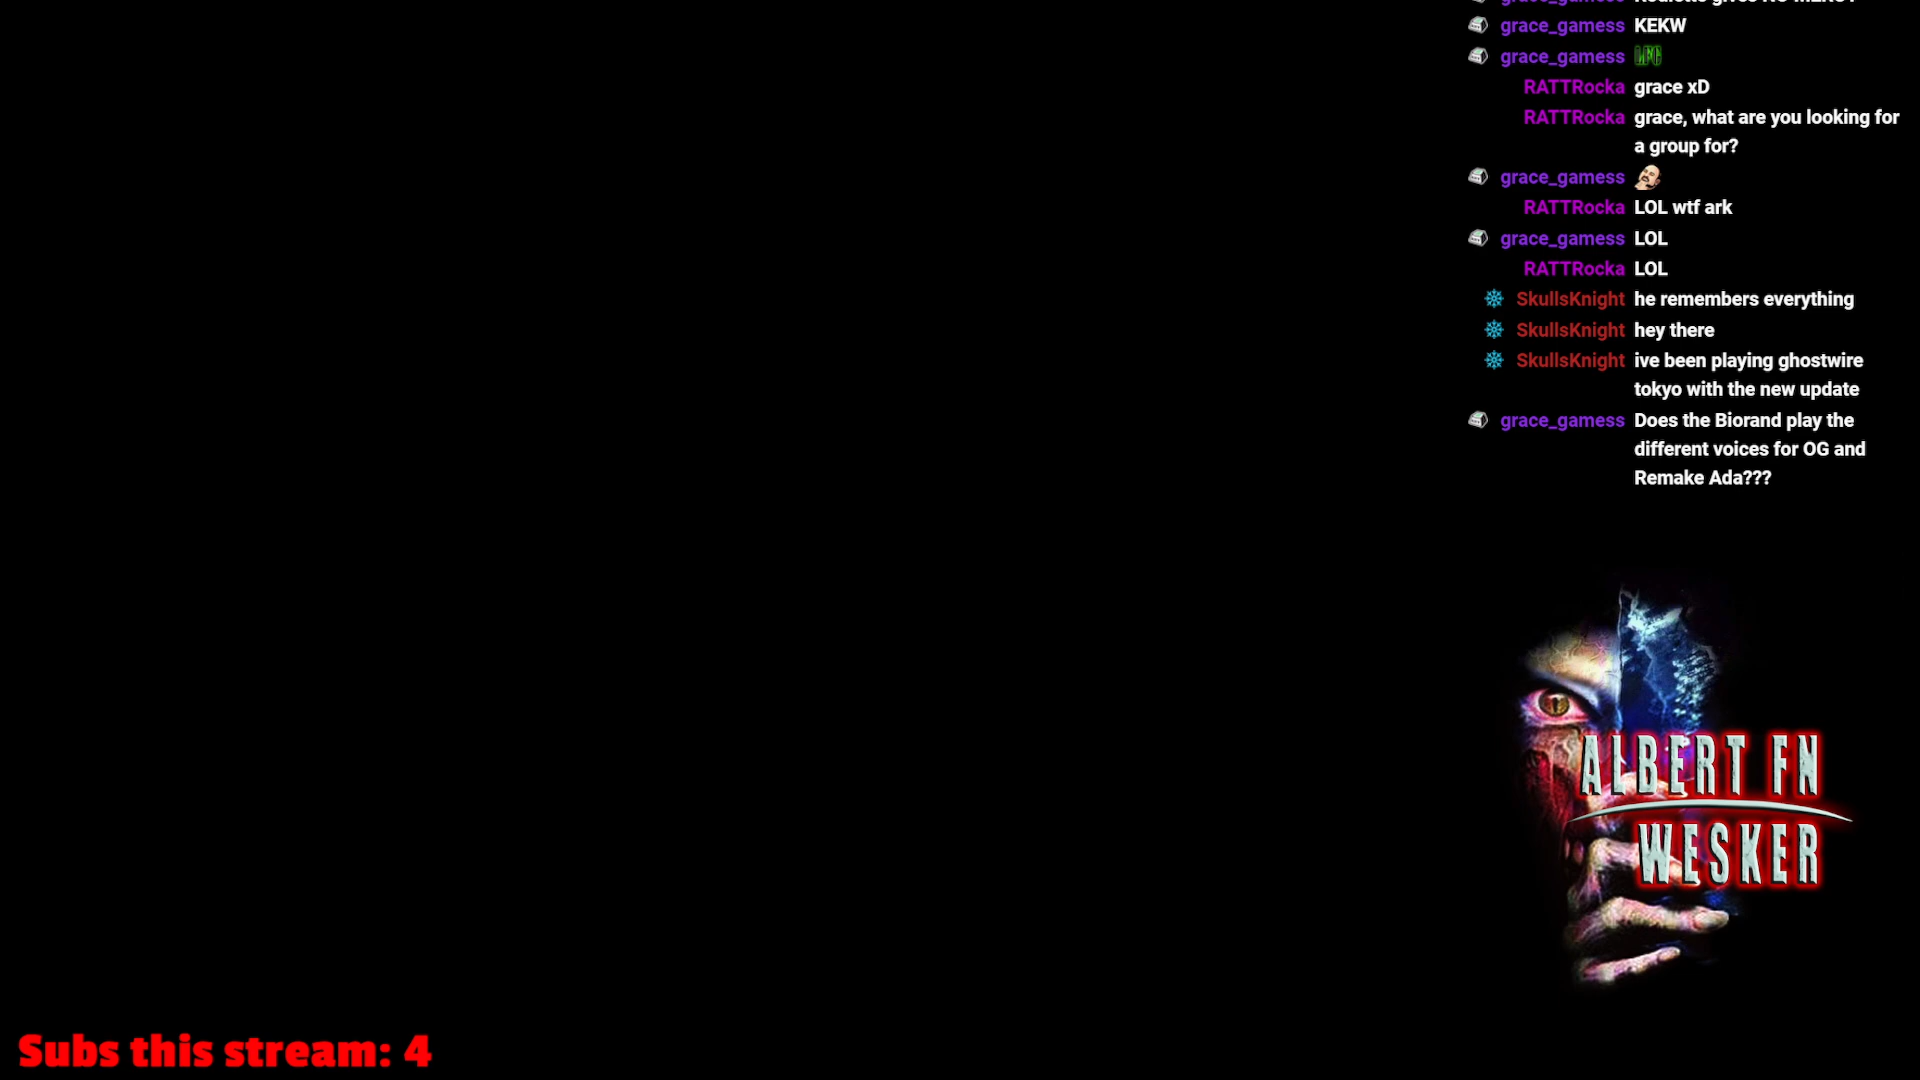 grace_gamess KEKW
grace_gamess LFG
RATTRocka grace xD
RATTRocka grace, what are you looking for
a group for?
grace_gamess
RATTRocka LOL wtf ark
grace_gamess LOL
RATTRocka LOL
SkullsKnight he remembers everything
SkullsKnight hey there
SkullsKnight ive been playing ghostwire
tokyo with the new update
grace_gamess Does the Biorand play the
different voices for OG and
Remake Ada???
ALBERT FN
WESKER
Subs this stream: 4